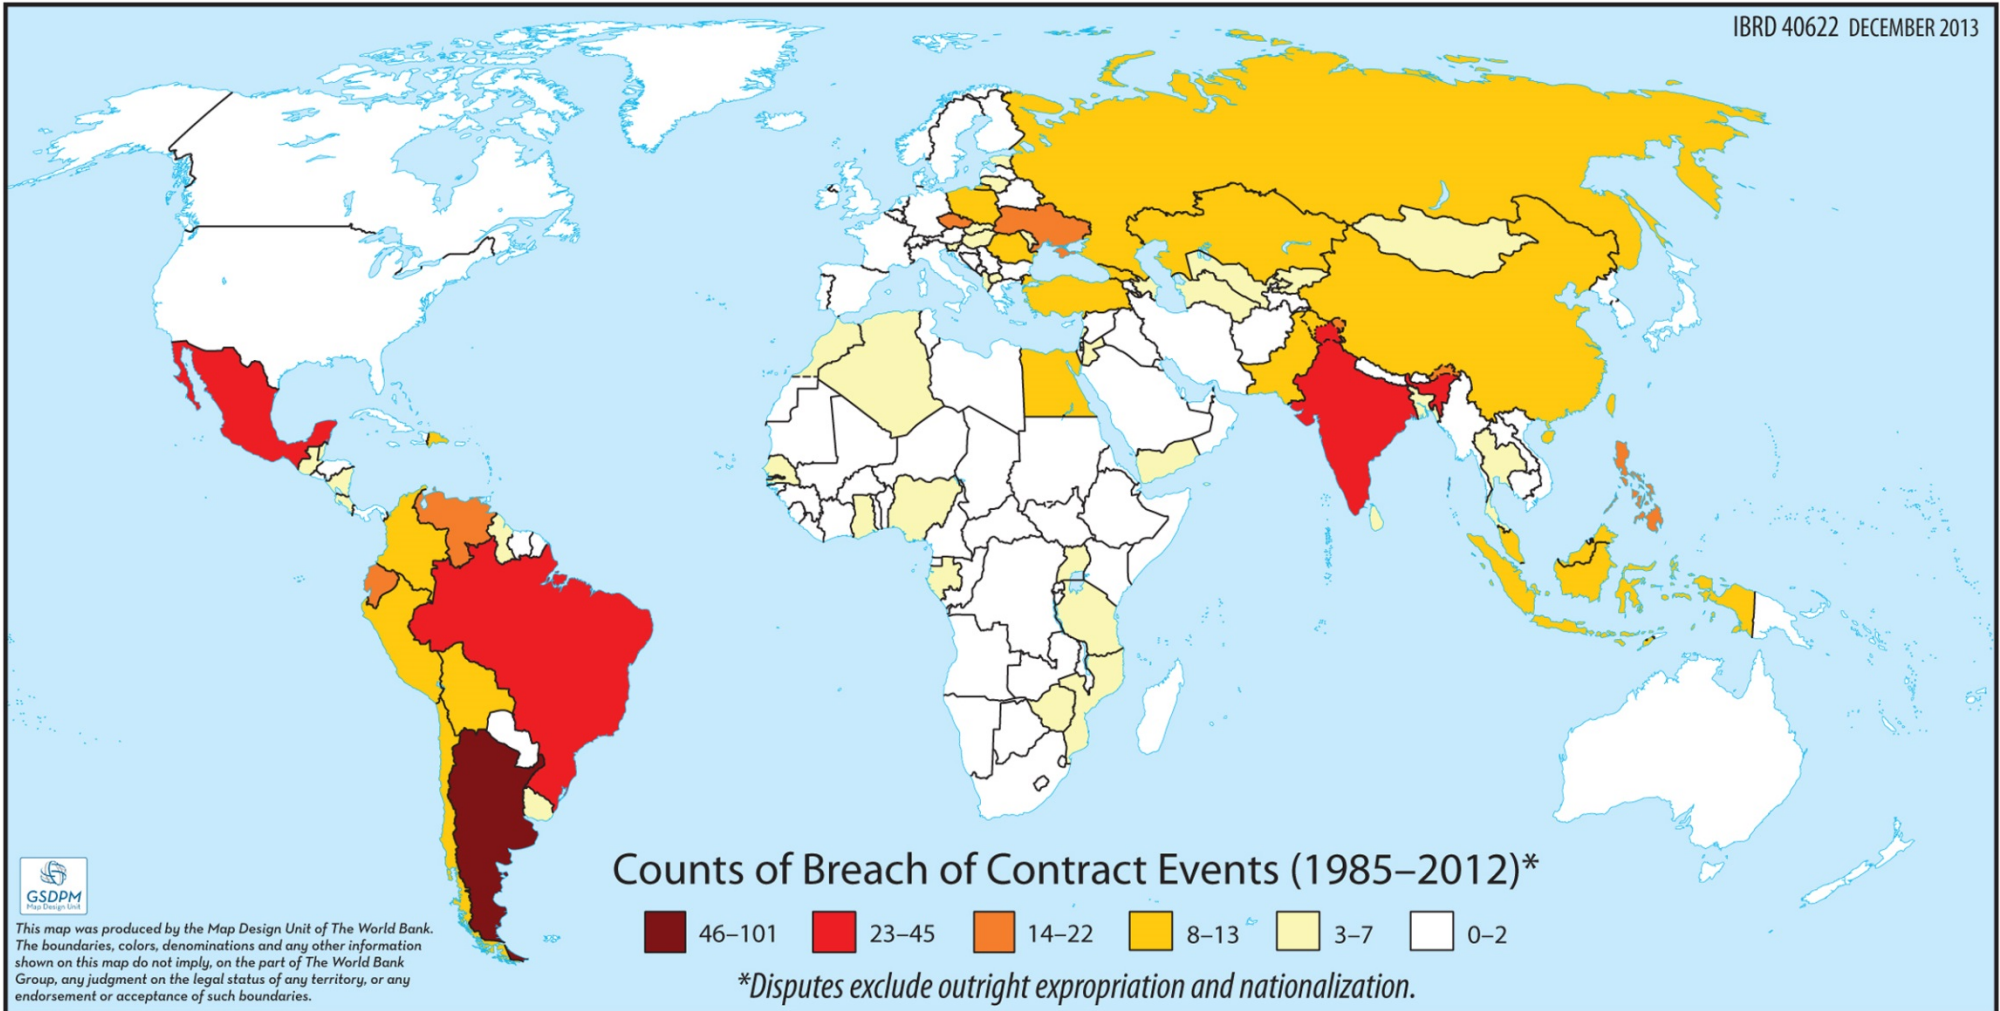 IBRD 40622 DECEMBER 2013
Counts of Breach of Contract Events (1985–2012)*
46–101
23–45
14–22
8–13
3–7
0–2
*Disputes exclude outright expropriation and nationalization.
GSDPM
Map Design Unit
This map was produced by the Map Design Unit of The World Bank.
The boundaries, colors, denominations and any other information
shown on this map do not imply, on the part of The World Bank
Group, any judgment on the legal status of any territory, or any
endorsement or acceptance of such boundaries.